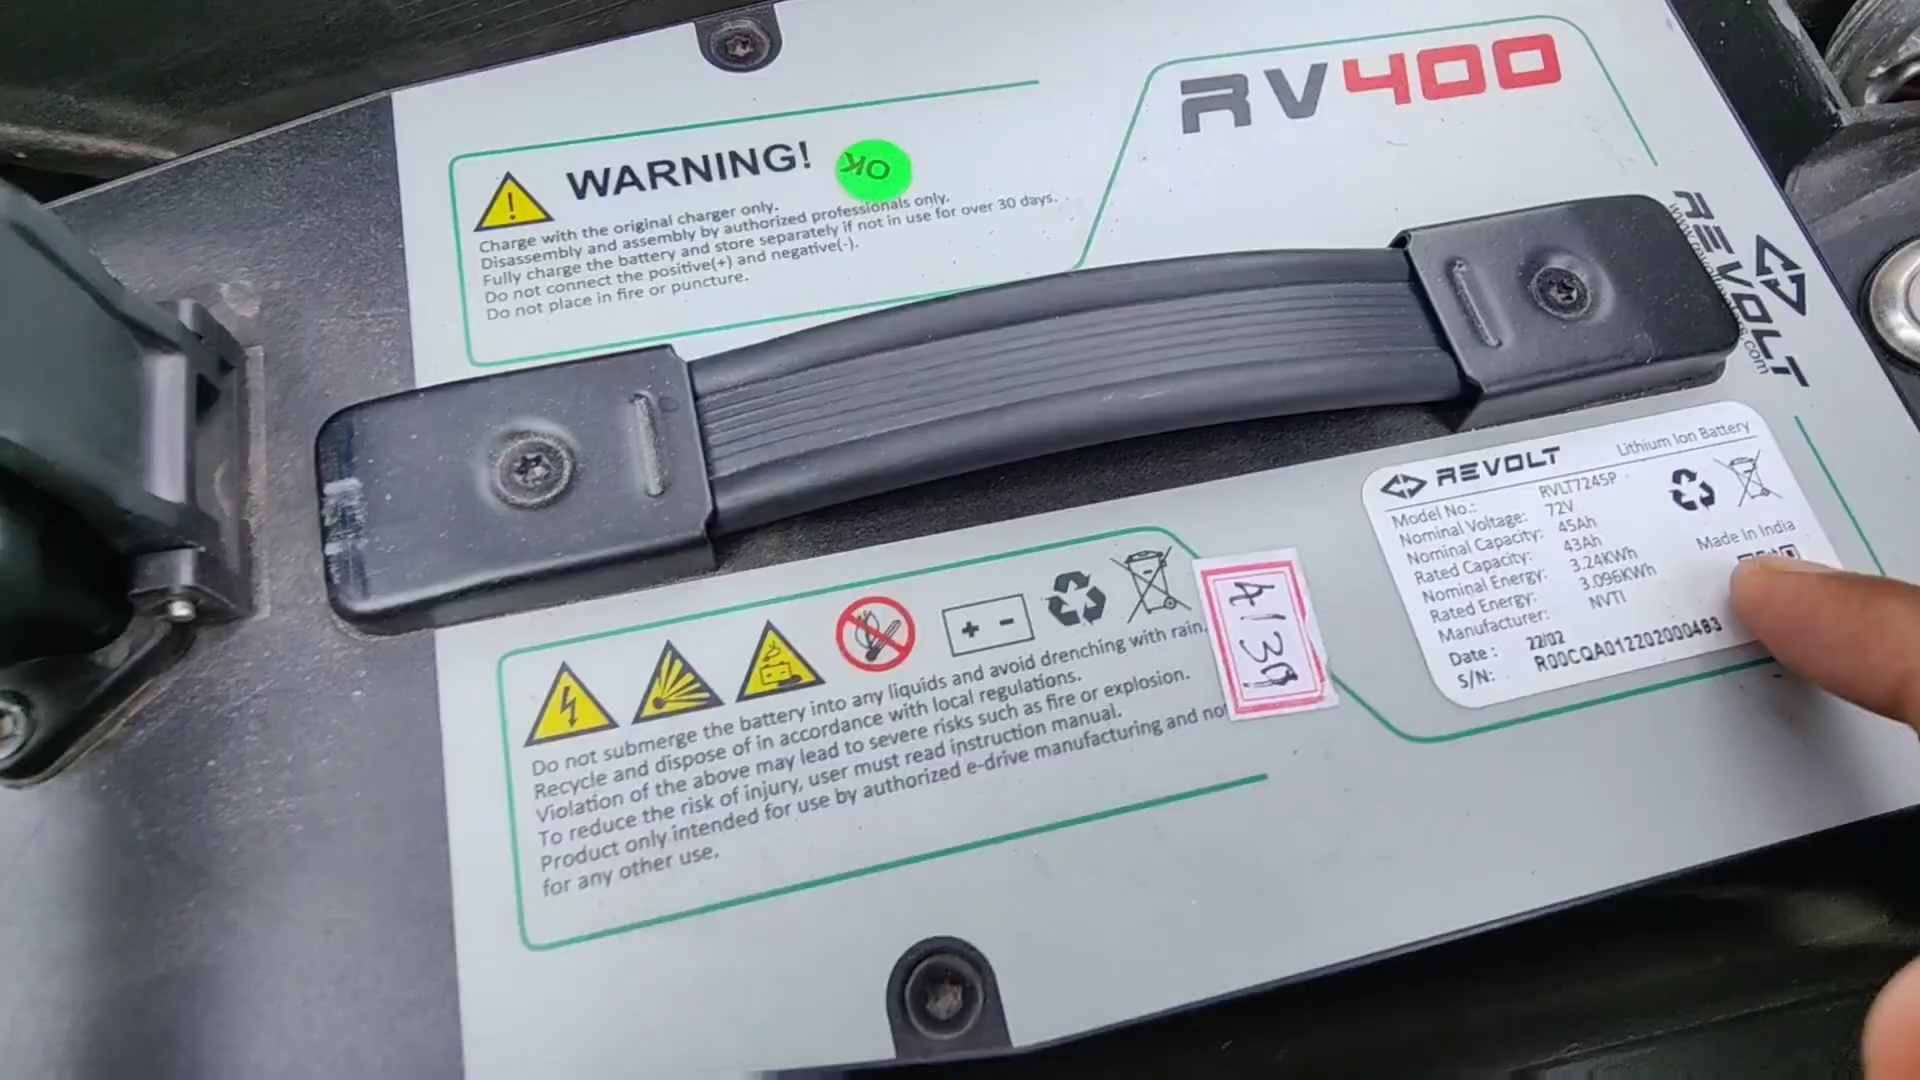 RV400
WARNING!
OK
Charge with the original charger only.
Disassembly and assembly by authorized professionals only.
Fully charge the battery and store separately if not in use for over 30 days.
Do not connect the positive(+) and negative(-).
Do not place in fire or puncture.
REVOLT
REVOLT
Lithium Ion Battery
Model No.: RVLT7245P
Nominal Voltage: 72V
Nominal Capacity: 45Ah
Rated Capacity: 43Ah
Nominal Energy: 3.24KWh
Rated Energy: 3.096KWh
Manufacturer: NVTI
Made In India
Date: 22/02
S/N: R00CQA012202000483
+ -
Do not submerge the battery into any liquids and avoid drenching with rain.
Recycle and dispose of in accordance with local regulations.
Violation of the above may lead to severe risks such as fire or explosion.
To reduce the risk of injury, user must read instruction manual.
Product only intended for use by authorized e-drive manufacturing and
for any other use.